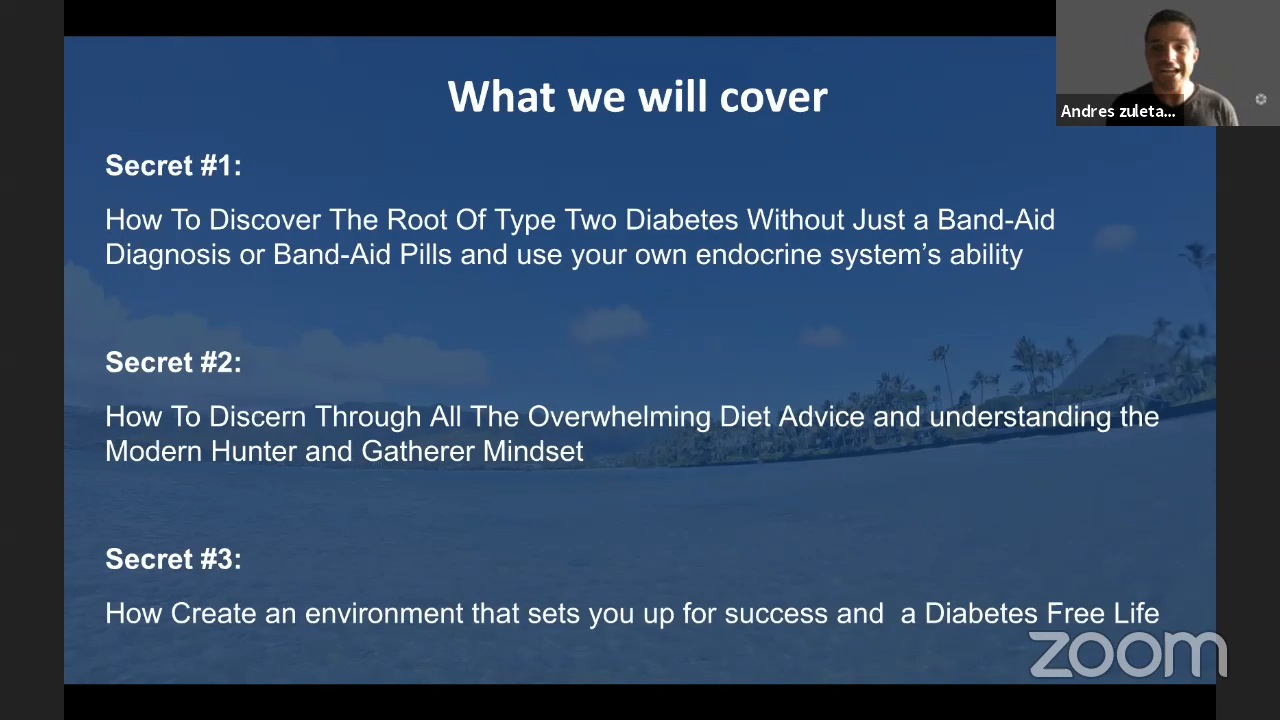 What we will cover
Andres zuleta...
Secret #1:
How To Discover The Root Of Type Two Diabetes Without Just a Band-Aid
Diagnosis or Band-Aid Pills and use your own endocrine system’s ability
Secret #2:
How To Discern Through All The Overwhelming Diet Advice and understanding the
Modern Hunter and Gatherer Mindset
Secret #3:
How Create an environment that sets you up for success and  a Diabetes Free Life
zoom